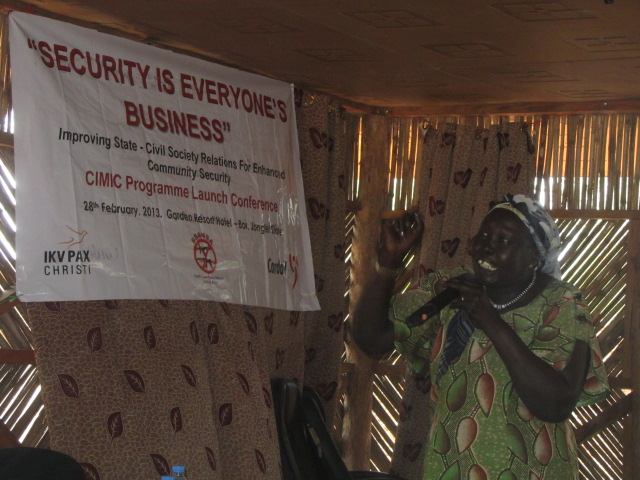 "SECURITY IS EVERYONE'S
BUSINESS"
Improving State - Civil Society Relations For Enhanced
Community Security
CIMIC Programme Launch Conference
28th February, 2013. Garden Resort Hotel - Bor, Jonglei State
IKV PAX
CHRISTI
Cordaid